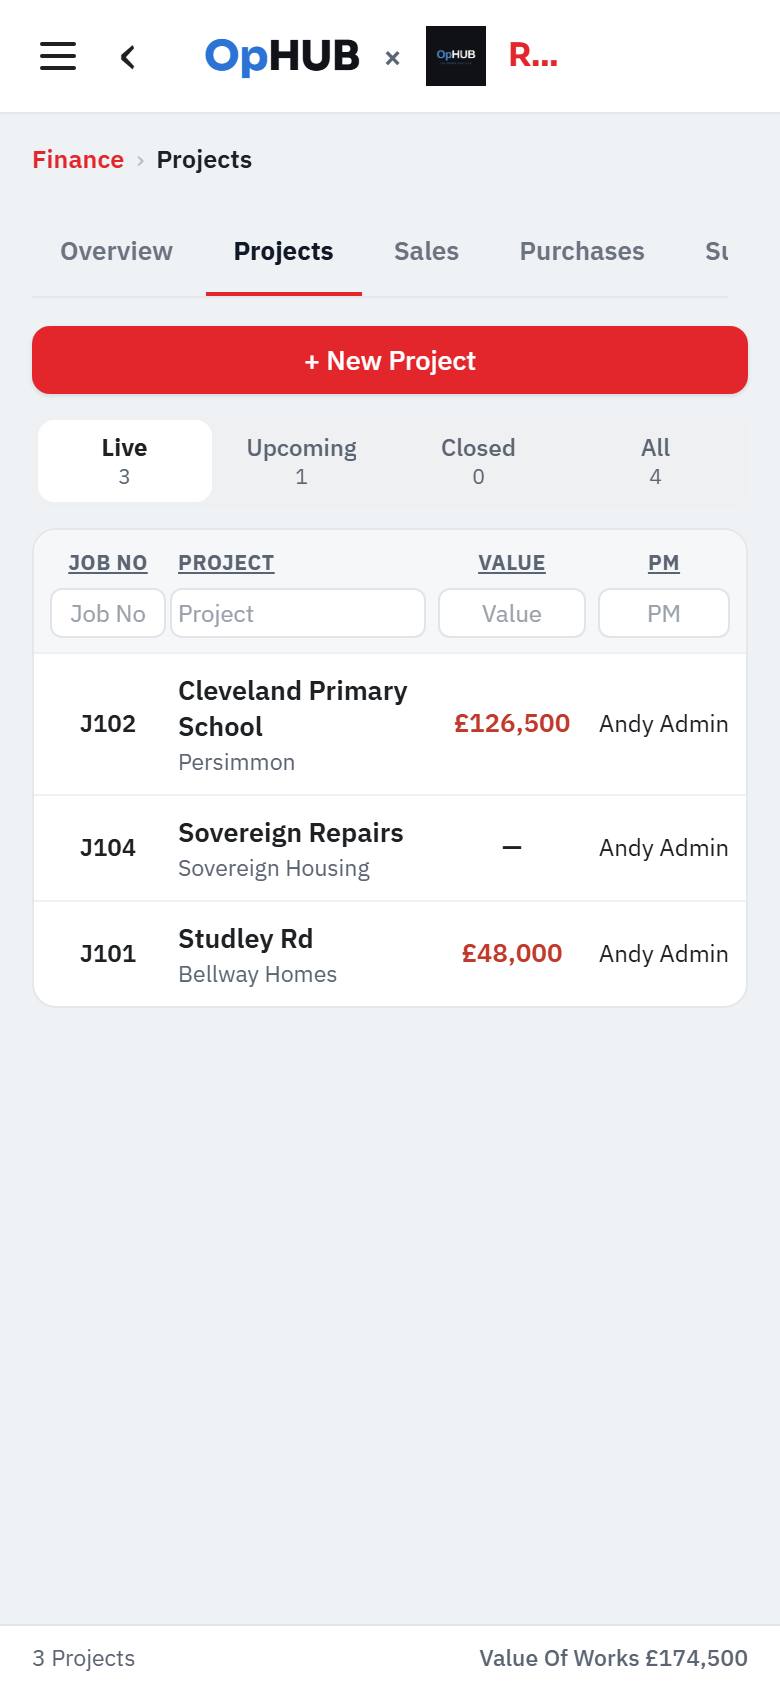 OpHUB × OpHUB R...
Finance › Projects
Overview Projects Sales Purchases
+ New Project
Live Upcoming Closed All
3 1 0 4
JOB NO PROJECT VALUE PM
Job No Project Value PM
J102 Cleveland Primary School £126,500 Andy Admin
Persimmon
J104 Sovereign Repairs – Andy Admin
Sovereign Housing
J101 Studley Rd £48,000 Andy Admin
Bellway Homes
3 Projects Value Of Works £174,500